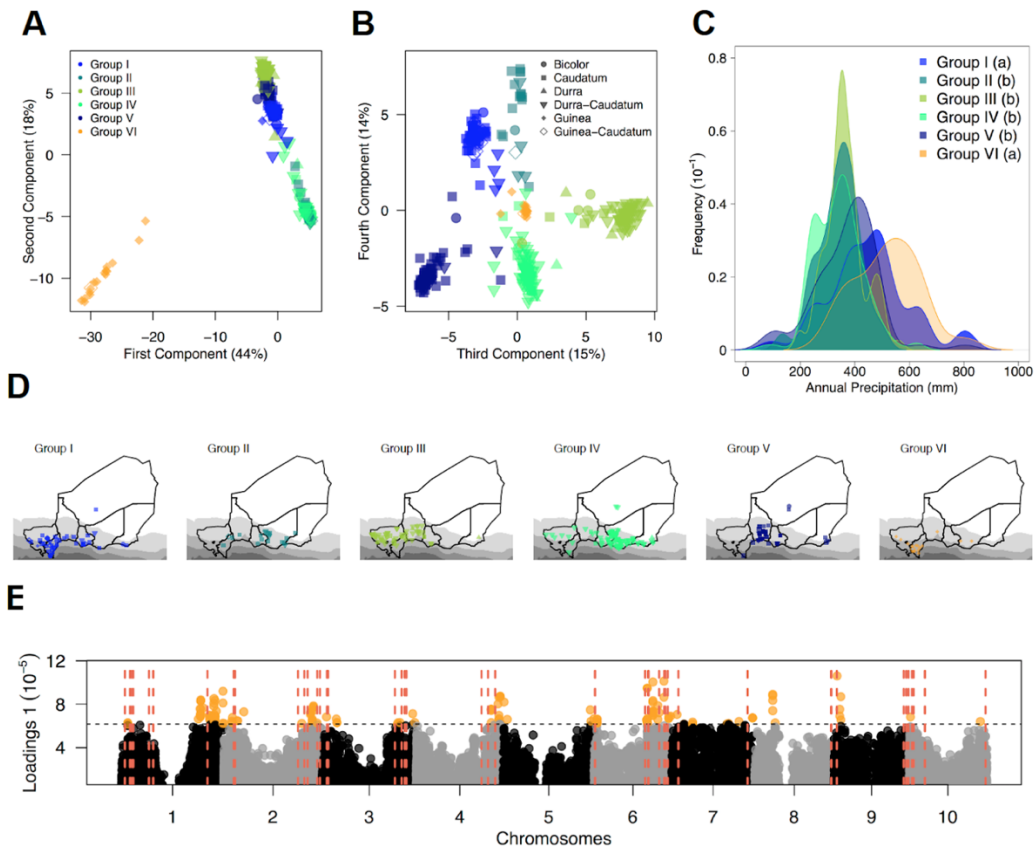 A
Second Component (18%)
5
0
−5
−10
−30
−20
−10
0
First Component (44%)
Group I
Group II
Group III
Group IV
Group V
Group VI
B
Fourth Component (14%)
5
0
−5
−5
0
5
10
Third Component (15%)
Bicolor
Caudatum
Durra
Durra−Caudatum
Guinea
Guinea−Caudatum
C
Frequency (10⁻¹)
0.8
0.6
0.4
0.2
0
0
200
400
600
800
1000
Annual Precipitation (mm)
Group I (a)
Group II (b)
Group III (b)
Group IV (b)
Group V (b)
Group VI (a)
D
Group I
Group II
Group III
Group IV
Group V
Group VI
E
Loadings 1 (10⁻⁵)
12
8
4
1
2
3
4
5
6
7
8
9
10
Chromosomes